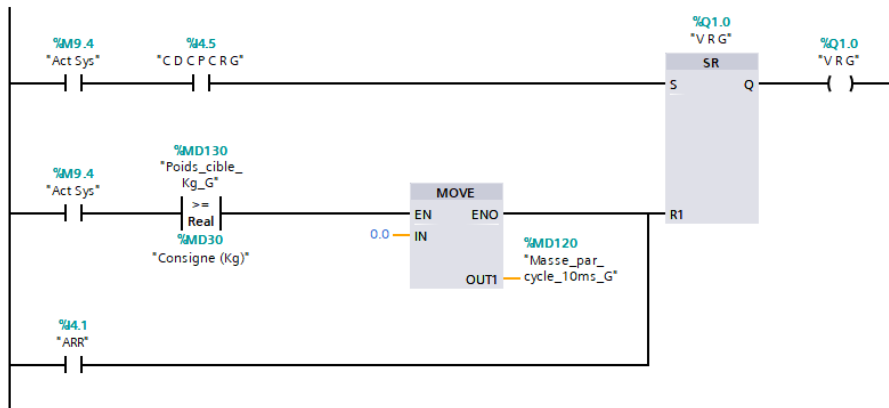 %Q1.0
"V R G"
%M9.4
"Act Sys"
%I4.5
"C D C P C R G"
SR
S
Q
%Q1.0
"V R G"
%M9.4
"Act Sys"
%MD130
"Poids_cible_
Kg_G"
>=
Real
%MD30
"Consigne (Kg)"
MOVE
EN
ENO
0.0
IN
OUT1
%MD120
"Masse_par_
cycle_10ms_G"
R1
%I4.1
"ARR"